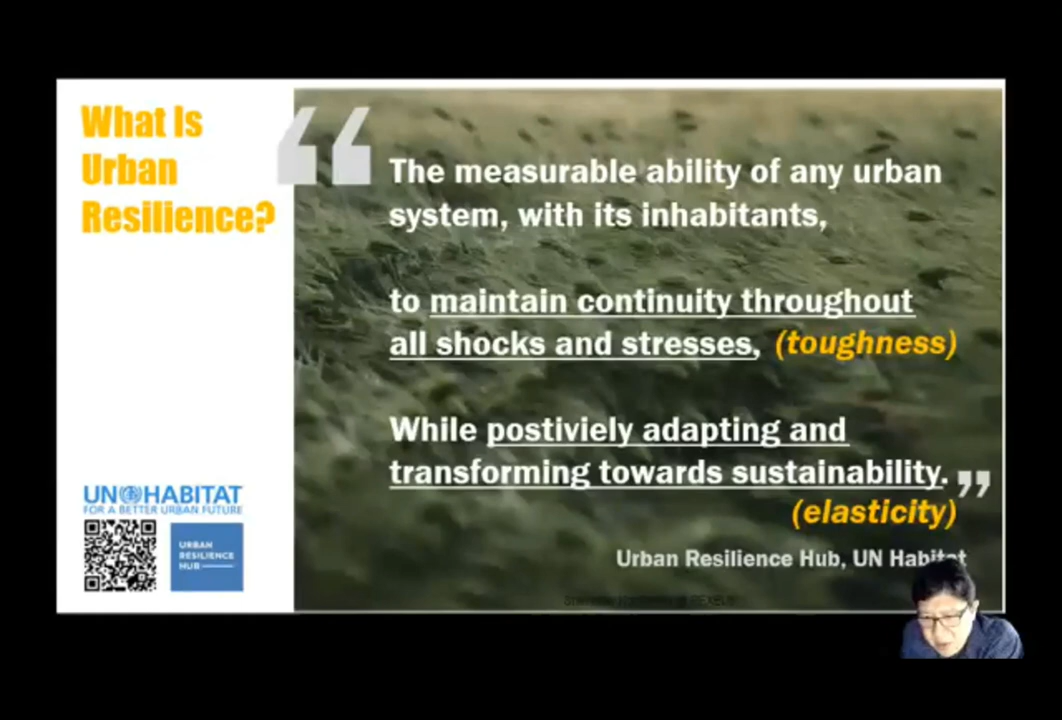 What Is
Urban
Resilience?
“
The measurable ability of any urban
system, with its inhabitants,
to maintain continuity throughout
all shocks and stresses, (toughness)
While postiviely adapting and
transforming towards sustainability.
”
(elasticity)
Urban Resilience Hub, UN Habitat
UN HABITAT
FOR A BETTER URBAN FUTURE
URBAN
RESILIENCE
HUB